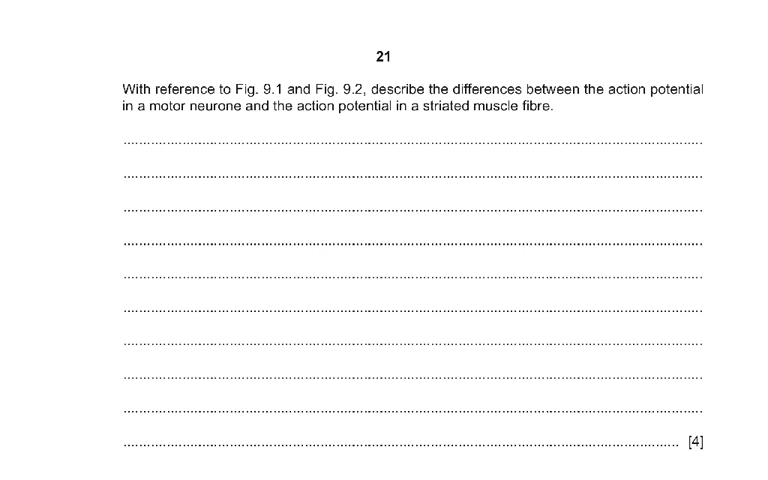 21
With reference to Fig. 9.1 and Fig. 9.2, describe the differences between the action potential
in a motor neurone and the action potential in a striated muscle fibre.
[4]